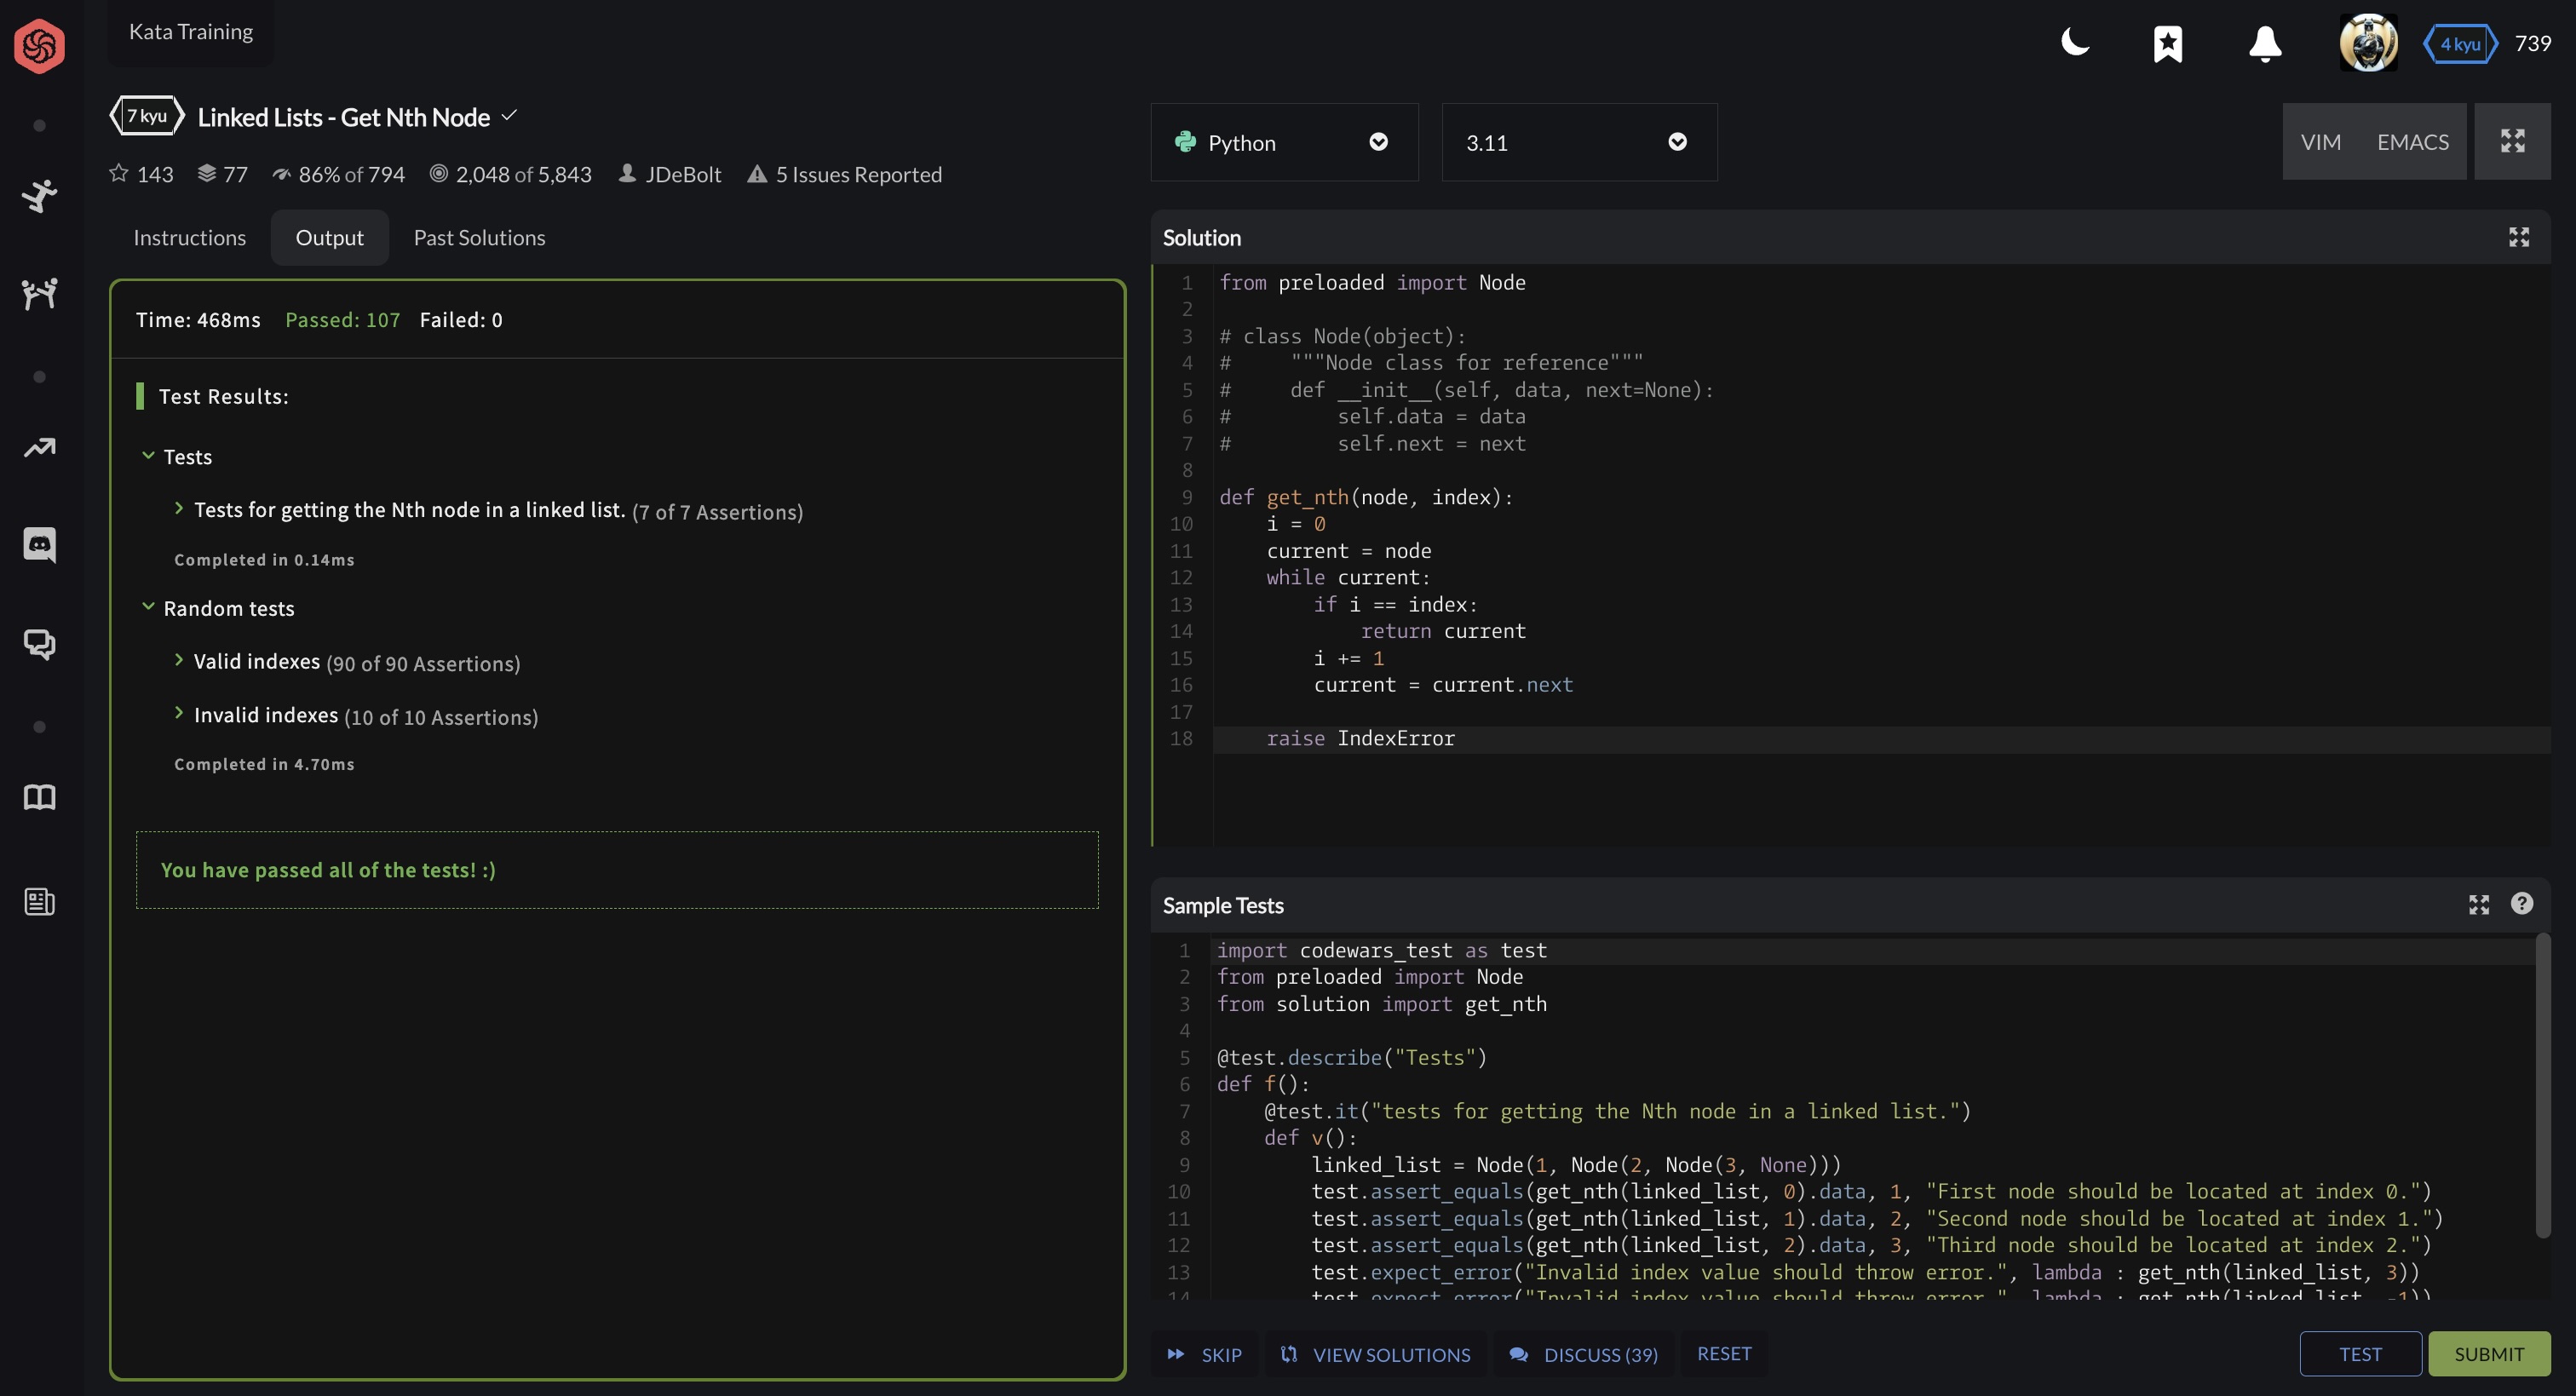 Kata Training
4 kyu 739
7 kyu Linked Lists - Get Nth Node
143 77 86% of 794 2,048 of 5,843 JDeBolt 5 Issues Reported
Instructions Output Past Solutions
Time: 468ms Passed: 107 Failed: 0
Test Results:
Tests
Tests for getting the Nth node in a linked list. (7 of 7 Assertions)
Completed in 0.14ms
Random tests
Valid indexes (90 of 90 Assertions)
Invalid indexes (10 of 10 Assertions)
Completed in 4.70ms
You have passed all of the tests! :)
Python 3.11 VIM EMACS
Solution
1 from preloaded import Node
2
3 # class Node(object):
4 #     """Node class for reference"""
5 #     def __init__(self, data, next=None):
6 #         self.data = data
7 #         self.next = next
8
9 def get_nth(node, index):
10     i = 0
11     current = node
12     while current:
13         if i == index:
14             return current
15         i += 1
16         current = current.next
17
18     raise IndexError
Sample Tests
1 import codewars_test as test
2 from preloaded import Node
3 from solution import get_nth
4
5 @test.describe("Tests")
6 def f():
7     @test.it("tests for getting the Nth node in a linked list.")
8     def v():
9         linked_list = Node(1, Node(2, Node(3, None)))
10         test.assert_equals(get_nth(linked_list, 0).data, 1, "First node should be located at index 0.")
11         test.assert_equals(get_nth(linked_list, 1).data, 2, "Second node should be located at index 1.")
12         test.assert_equals(get_nth(linked_list, 2).data, 3, "Third node should be located at index 2.")
13         test.expect_error("Invalid index value should throw error.", lambda : get_nth(linked_list, 3))
14         test.expect_error("Invalid index value should throw error.", lambda : get_nth(linked_list, -1))
SKIP VIEW SOLUTIONS DISCUSS (39) RESET TEST SUBMIT